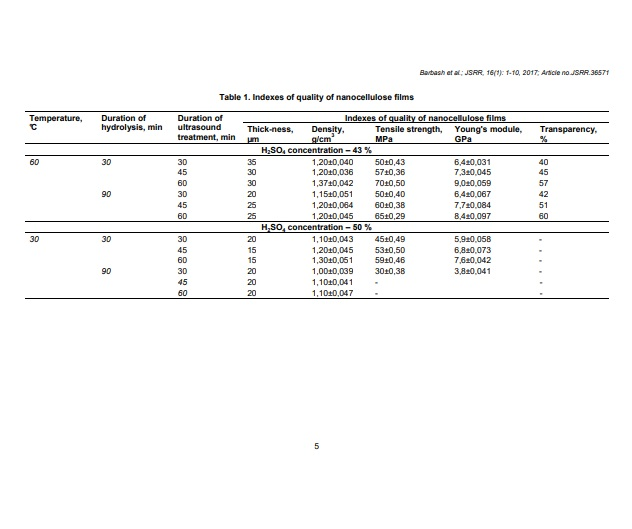 Barbash et al.; JSRR, 16(1): 1-10, 2017; Article no.JSRR.36571
Table 1. Indexes of quality of nanocellulose films
Temperature, °C Duration of hydrolysis, min Duration of ultrasound treatment, min Indexes of quality of nanocellulose films
Thick-ness, µm Density, g/cm³ Tensile strength, MPa Young's module, GPa Transparency, %
H₂SO₄ concentration – 43 %
60 30 30 35 1,20±0,040 50±0,43 6,4±0,031 40
45 30 1,20±0,036 57±0,36 7,3±0,045 45
60 30 1,37±0,042 70±0,50 9,0±0,059 57
90 30 20 1,15±0,051 50±0,40 6,4±0,067 42
45 25 1,20±0,064 60±0,38 7,7±0,084 51
60 25 1,20±0,045 65±0,29 8,4±0,097 60
H₂SO₄ concentration – 50 %
30 30 30 20 1,10±0,043 45±0,49 5,9±0,058 -
45 15 1,20±0,045 53±0,50 6,8±0,073 -
60 15 1,30±0,051 59±0,46 7,6±0,042 -
90 30 20 1,00±0,039 30±0,38 3,8±0,041 -
45 20 1,10±0,041 - -
60 20 1,10±0,047 - -
5